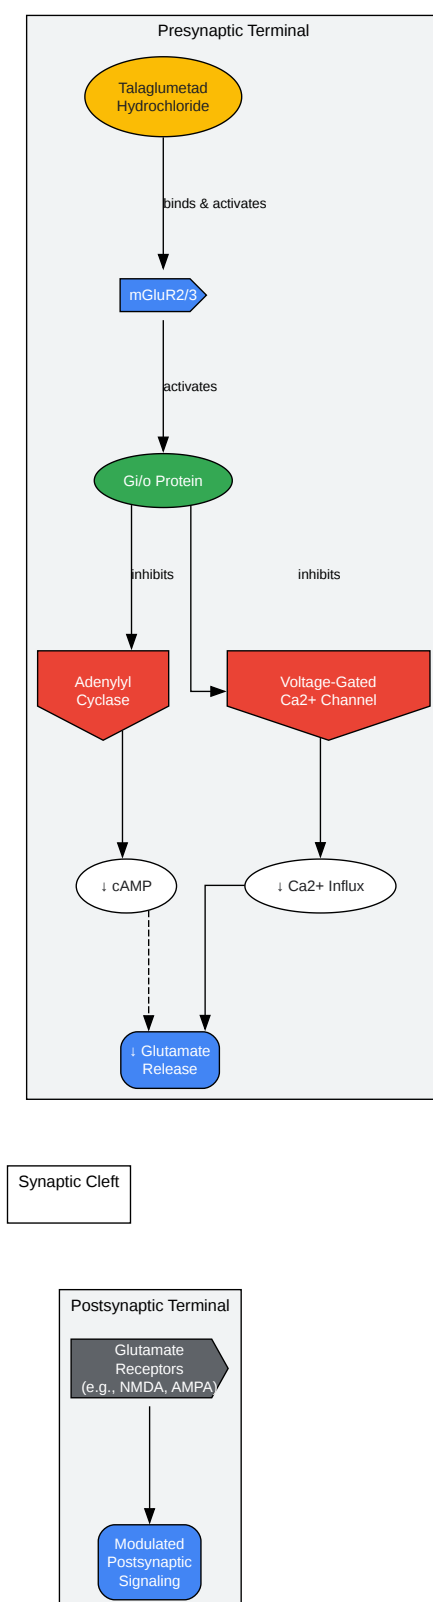 Presynaptic Terminal
Talaglumetad
Hydrochloride
binds & activates
mGluR2/3
activates
Gi/o Protein
inhibits
inhibits
Adenylyl
Cyclase
Voltage-Gated
Ca2+ Channel
↓ cAMP
↓ Ca2+ Influx
↓ Glutamate
Release
Synaptic Cleft
Postsynaptic Terminal
Glutamate
Receptors
(e.g., NMDA, AMPA)
Modulated
Postsynaptic
Signaling